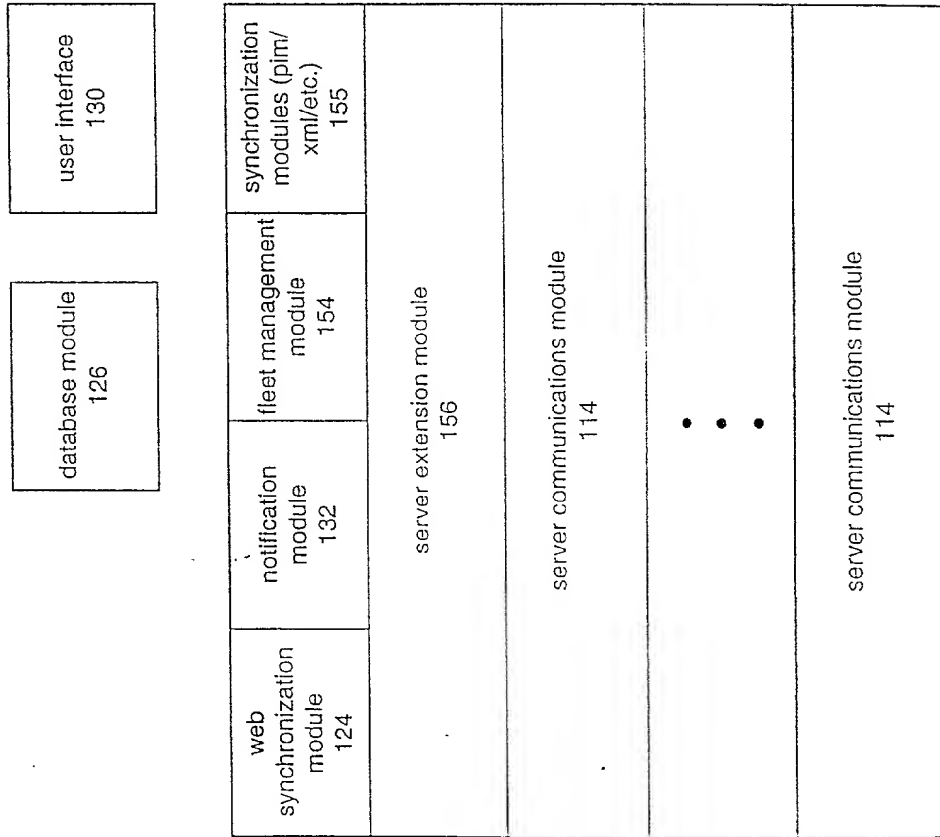 database module
126
user interface
130
web
synchronization
module
124
notification
module
132
fleet management
module
154
synchronization
modules (pim/
xml/etc.)
155
server extension module
156
server communications module
114
server communications module
114